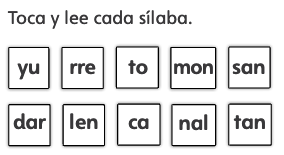 Toca y lee cada sílaba.
yu rre to mon san
dar len ca nal tan